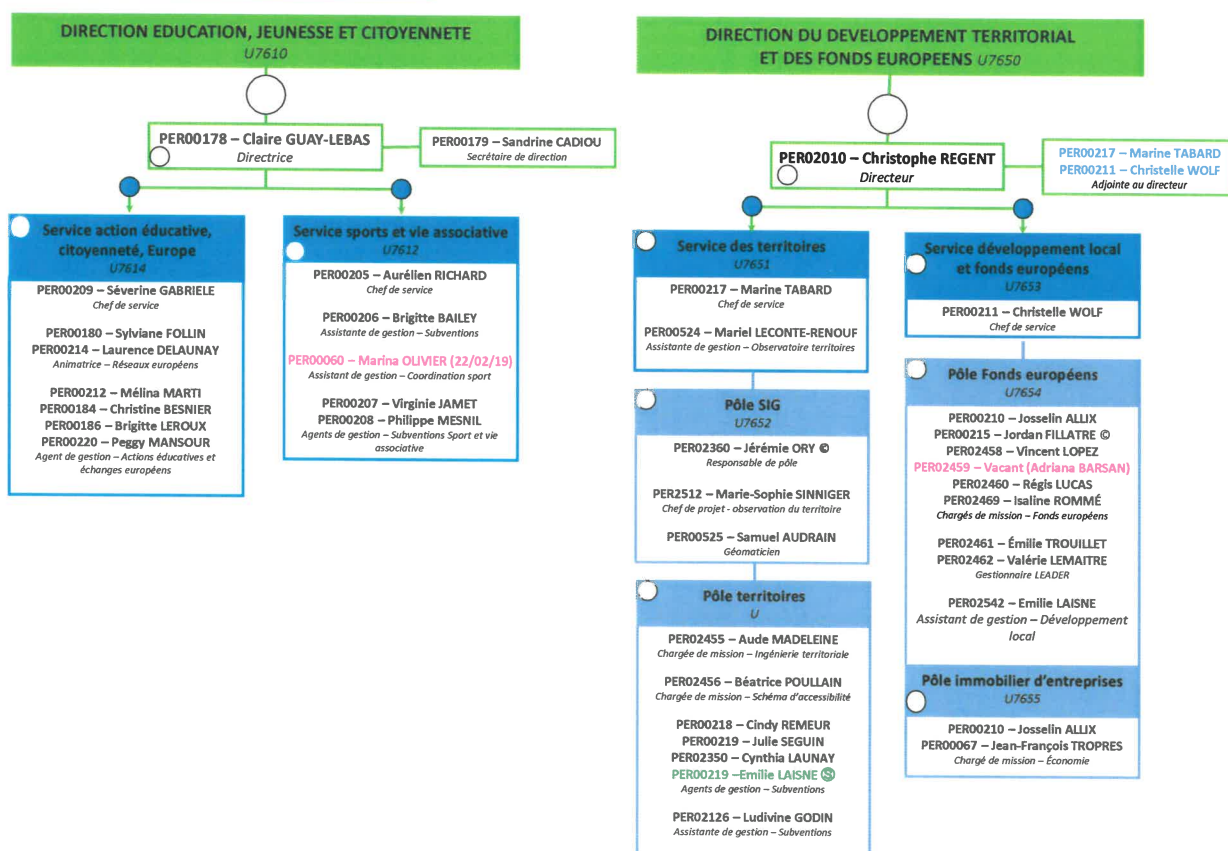 DIRECTION EDUCATION, JEUNESSE ET CITOYENNETE
U7610
PER00178 – Claire GUAY-LEBAS
Directrice
PER00179 – Sandrine CADIOU
Secrétaire de direction
Service action éducative,
citoyenneté, Europe
U7614
PER00209 – Séverine GABRIELE
Chef de service
PER00180 – Sylviane FOLLIN
PER00214 – Laurence DELAUNAY
Animatrice – Réseaux européens
PER00212 – Mélina MARTI
PER00184 – Christine BESNIER
PER00186 – Brigitte LEROUX
PER00220 – Peggy MANSOUR
Agent de gestion – Actions éducatives et
échanges européens
Service sports et vie associative
U7612
PER00205 – Aurélien RICHARD
Chef de service
PER00206 – Brigitte BAILEY
Assistante de gestion – Subventions
PER00060 – Marina OLIVIER (22/02/19)
Assistant de gestion – Coordination sport
PER00207 – Virginie JAMET
PER00208 – Philippe MESNIL
Agents de gestion – Subventions Sport et vie
associative
DIRECTION DU DEVELOPPEMENT TERRITORIAL
ET DES FONDS EUROPEENS U7650
PER02010 – Christophe REGENT
Directeur
PER00217 – Marine TABARD
PER00211 – Christelle WOLF
Adjointe au directeur
Service des territoires
U7651
PER00217 – Marine TABARD
Chef de service
PER00524 – Mariel LECONTE-RENOUF
Assistante de gestion – Observatoire territoires
Pôle SIG
U7652
PER02360 – Jérémie ORY ©
Responsable de pôle
PER2512 – Marie-Sophie SINNIGER
Chef de projet - observation du territoire
PER00525 – Samuel AUDRAIN
Géomaticien
Pôle territoires
U
PER02455 – Aude MADELEINE
Chargée de mission – Ingénierie territoriale
PER02456 – Béatrice POULLAIN
Chargée de mission – Schéma d'accessibilité
PER00218 – Cindy REMEUR
PER00219 – Julie SEGUIN
PER02350 – Cynthia LAUNAY
PER00219 –Emilie LAISNE Ⓢ
Agents de gestion – Subventions
PER02126 – Ludivine GODIN
Assistante de gestion – Subventions
Service développement local
et fonds européens
U7653
PER00211 – Christelle WOLF
Chef de service
Pôle Fonds européens
U7654
PER00210 – Josselin ALLIX
PER00215 – Jordan FILLATRE ©
PER02458 – Vincent LOPEZ
PER02459 – Vacant (Adriana BARSAN)
PER02460 – Régis LUCAS
PER02469 – Isaline ROMMÉ
Chargés de mission – Fonds européens
PER02461 – Émilie TROUILLET
PER02462 – Valérie LEMAITRE
Gestionnaire LEADER
PER02542 – Emilie LAISNE
Assistant de gestion – Développement
local
Pôle immobilier d'entreprises
U7655
PER00210 – Josselin ALLIX
PER00067 – Jean-François TROPRES
Chargé de mission – Économie